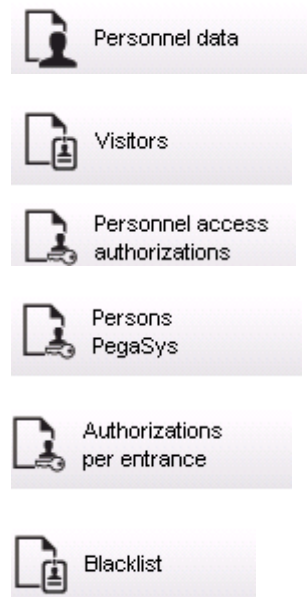 Personnel data
Visitors
Personnel access
authorizations
Persons
PegaSys
Authorizations
per entrance
Blacklist